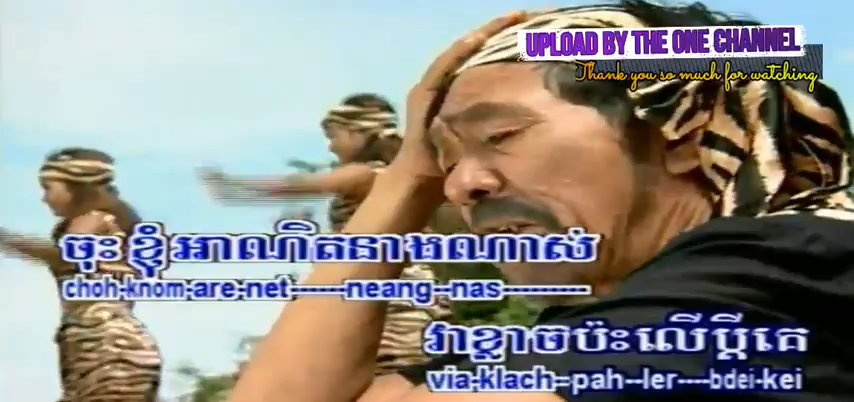 UPLOAD BY THE ONE CHANNEL
Thank you so much for watching
ចុះ ខ្ញុំអាណិតនាងណាស់
choh-knom-are-net------neang--nas---------
វាខ្លាចប៉ះលើប្ដីគេ
via-klach--pah--ler----bdei-kei